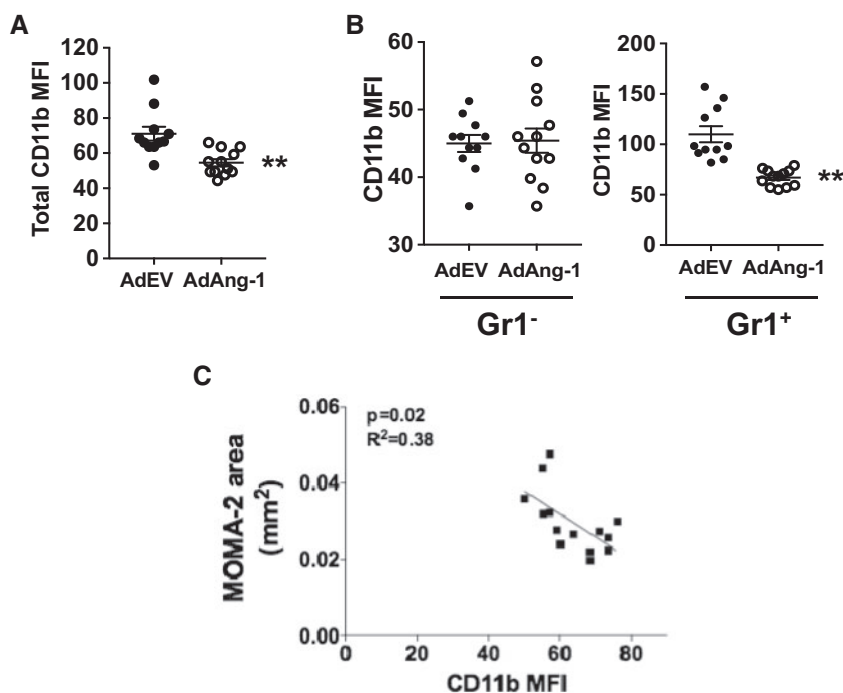 A
Total CD11b MFI
120
100
80
60
40
20
0
**
AdEV AdAng-1
B
CD11b MFI
60
50
40
30
AdEV AdAng-1
Gr1-
CD11b MFI
200
150
100
50
0
**
AdEV AdAng-1
Gr1+
C
MOMA-2 area
(mm²)
0.06
0.04
0.02
0.00
p=0.02
R²=0.38
0 20 40 60 80
CD11b MFI